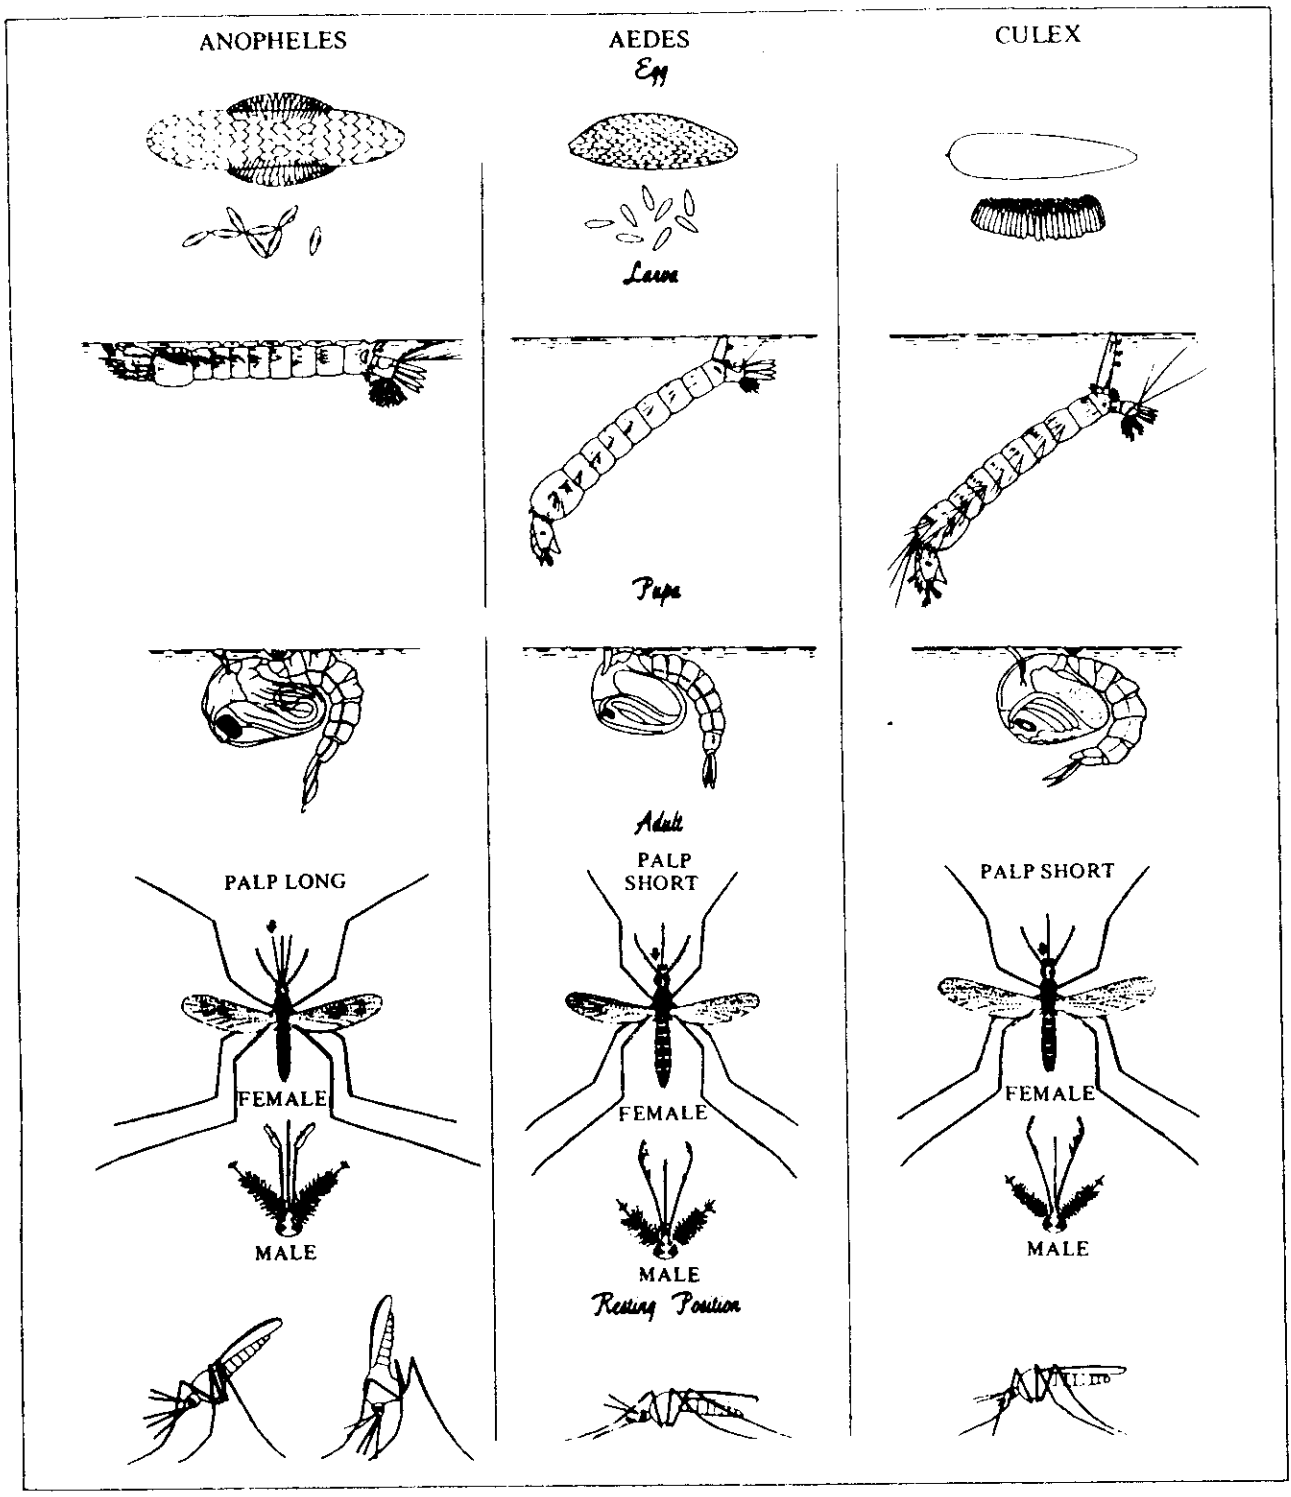 ANOPHELES
AEDES
CULEX
Egg
Larva
Pupa
Adult
PALP LONG
PALP
SHORT
PALP SHORT
FEMALE
FEMALE
FEMALE
MALE
MALE
MALE
Resting Position